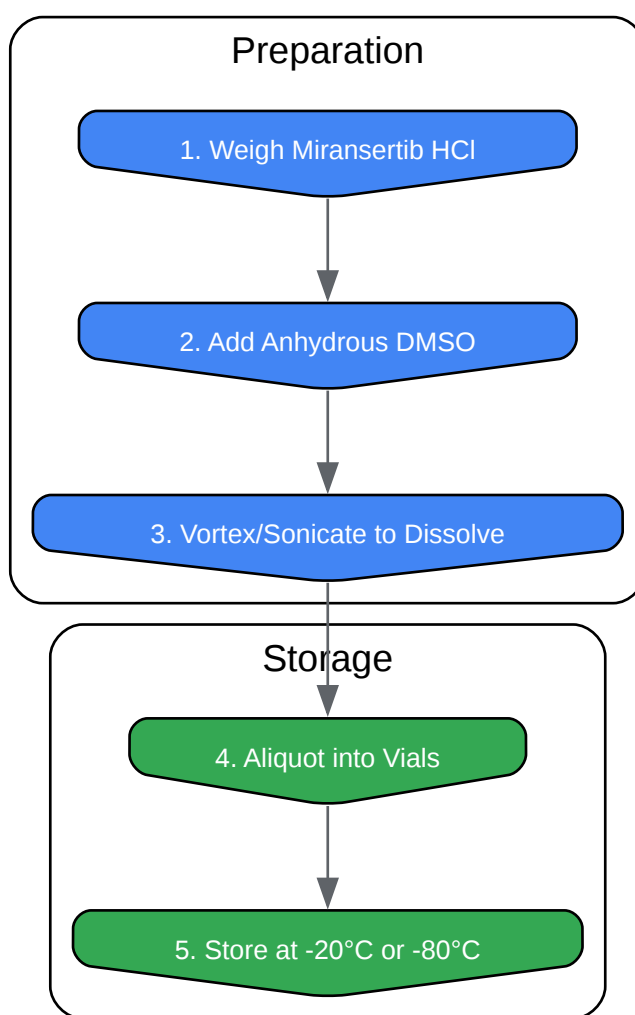 Preparation
1. Weigh Miransertib HCl
2. Add Anhydrous DMSO
3. Vortex/Sonicate to Dissolve
Storage
4. Aliquot into Vials
5. Store at -20°C or -80°C